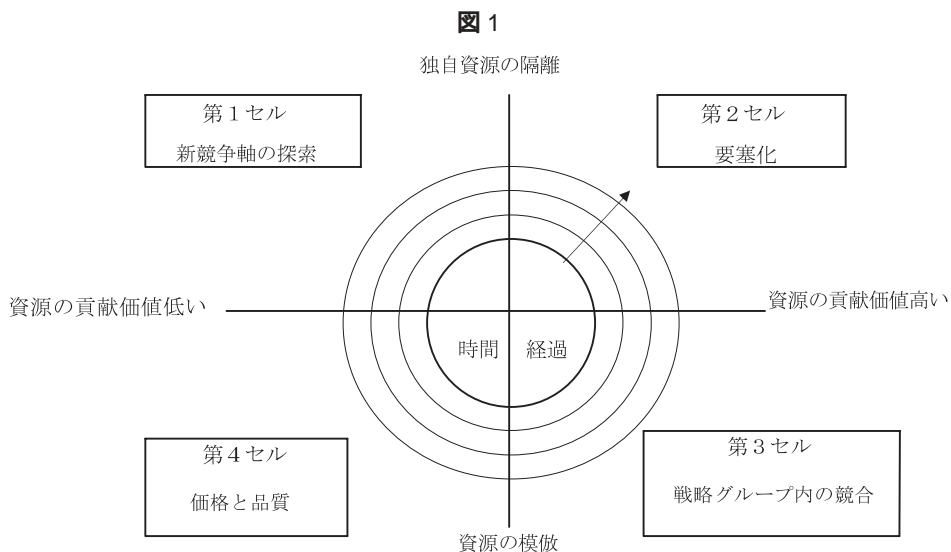 図1
独自資源の隔離
第１セル
新競争軸の探索
第２セル
要塞化
資源の貢献価値低い
資源の貢献価値高い
時間 経過
第４セル
価格と品質
第３セル
戦略グループ内の競合
資源の模倣